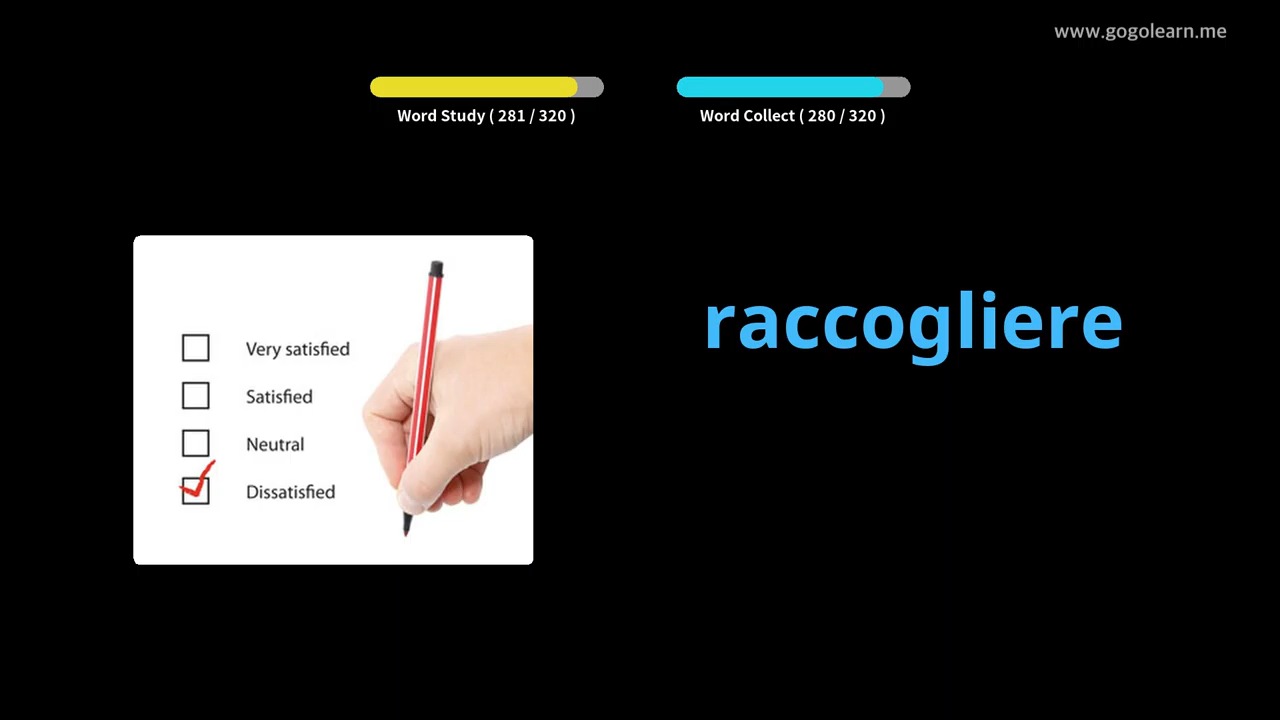 www.gogolearn.me
Word Study ( 281 / 320 )
Word Collect ( 280 / 320 )
raccogliere
Very satisfied
Satisfied
Neutral
Dissatisfied